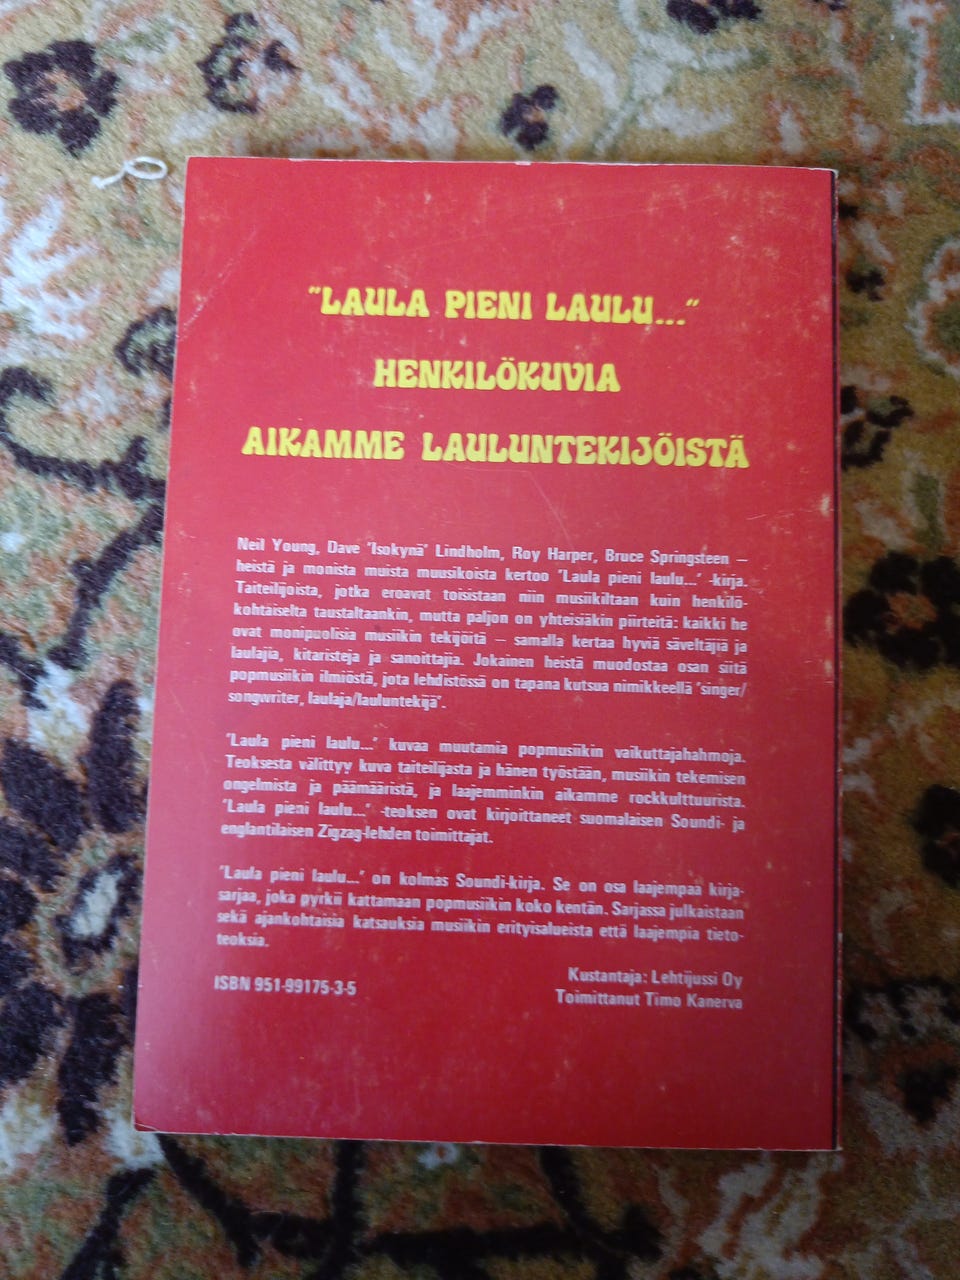 "LAULA PIENI LAULU..."
HENKILÖKUVIA
AIKAMME LAULUNTEKIJÖISTÄ
Neil Young, Dave "Isokynä" Lindholm, Roy Harper, Bruce Springsteen –
heistä ja monista muista muusikoista kertoo "Laula pieni laulu..." -kirja.
Taiteilijoista, jotka eroavat toisistaan niin musiikiltaan kuin henkilö-
kohtaiselta taustaltaankin, mutta paljon on yhteisiäkin piirteitä: kaikki he
ovat monipuolisia musiikin tekijöitä – samalla kertaa hyviä säveltäjiä ja
laulajia, kitaristeja ja sanoittajia. Jokainen heistä muodostaa osan siitä
popmusiikin ilmiöstä, jota lehdistössä on tapana kutsua nimikkeellä "singer/
songwriter, laulaja/lauluntekijä".
"Laula pieni laulu..." kuvaa muutamia popmusiikin vaikuttajahahmoja.
Teoksesta välittyy kuva taiteilijasta ja hänen työstään, musiikin tekemisen
ongelmista ja päämääristä, ja laajemminkin aikamme rockkulttuurista.
"Laula pieni laulu..." -teoksen ovat kirjoittaneet suomalaisen Soundi- ja
englantilaisen Zigzag-lehden toimittajat.
"Laula pieni laulu..." on kolmas Soundi-kirja. Se on osa laajempaa kirja-
sarjaa, joka pyrkii kattamaan popmusiikin koko kentän. Sarjassa julkaistaan
sekä ajankohtaisia katsauksia musiikin erityisalueista että laajempia tieto-
teoksia.
ISBN 951-99175-3-5
Kustantaja: Lehtijussi Oy
Toimittanut Timo Kanerva